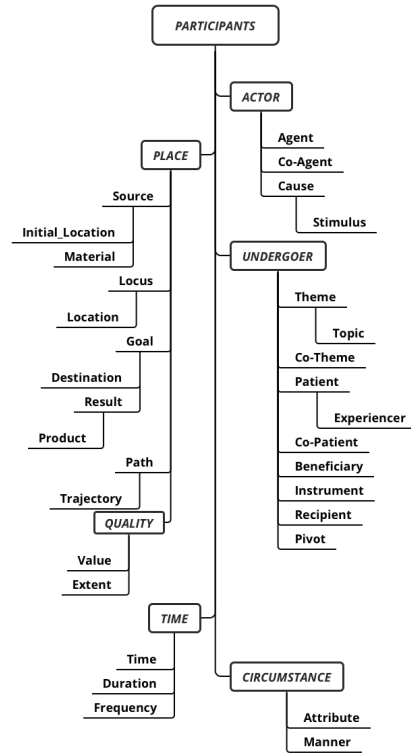 PARTICIPANTS
ACTOR
Agent
Co-Agent
Cause
Stimulus
PLACE
Source
Initial_Location
Material
Locus
Location
Goal
Destination
Result
Product
Path
Trajectory
QUALITY
Value
Extent
UNDERGOER
Theme
Topic
Co-Theme
Patient
Experiencer
Co-Patient
Beneficiary
Instrument
Recipient
Pivot
TIME
Time
Duration
Frequency
CIRCUMSTANCE
Attribute
Manner